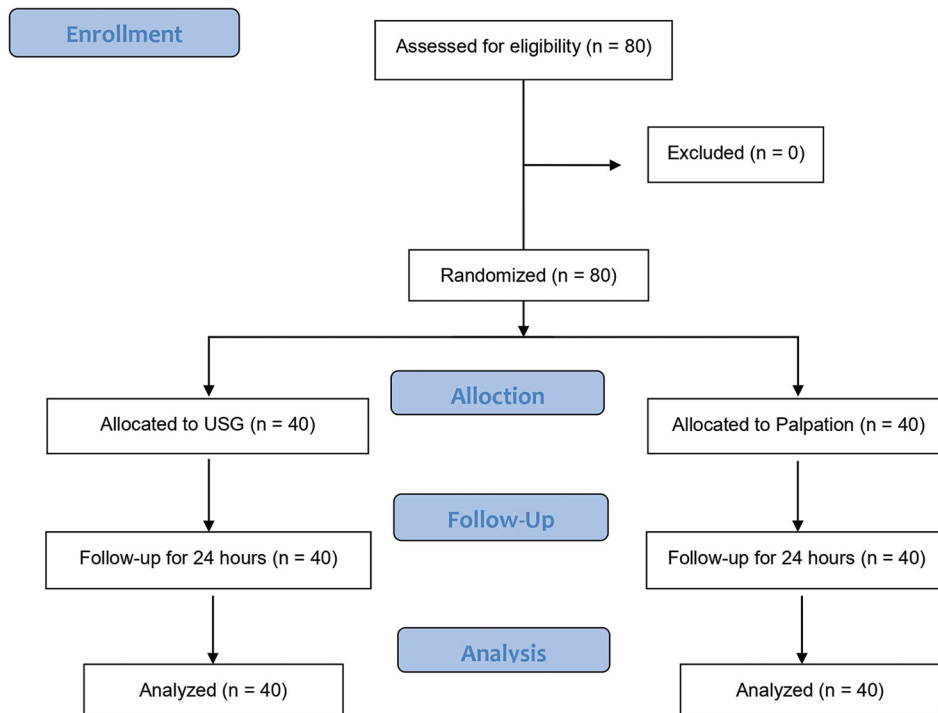 Enrollment
Assessed for eligibility (n = 80)
Excluded (n = 0)
Randomized (n = 80)
Alloction
Allocated to USG (n = 40)
Allocated to Palpation (n = 40)
Follow-Up
Follow-up for 24 hours (n = 40)
Follow-up for 24 hours (n = 40)
Analysis
Analyzed (n = 40)
Analyzed (n = 40)